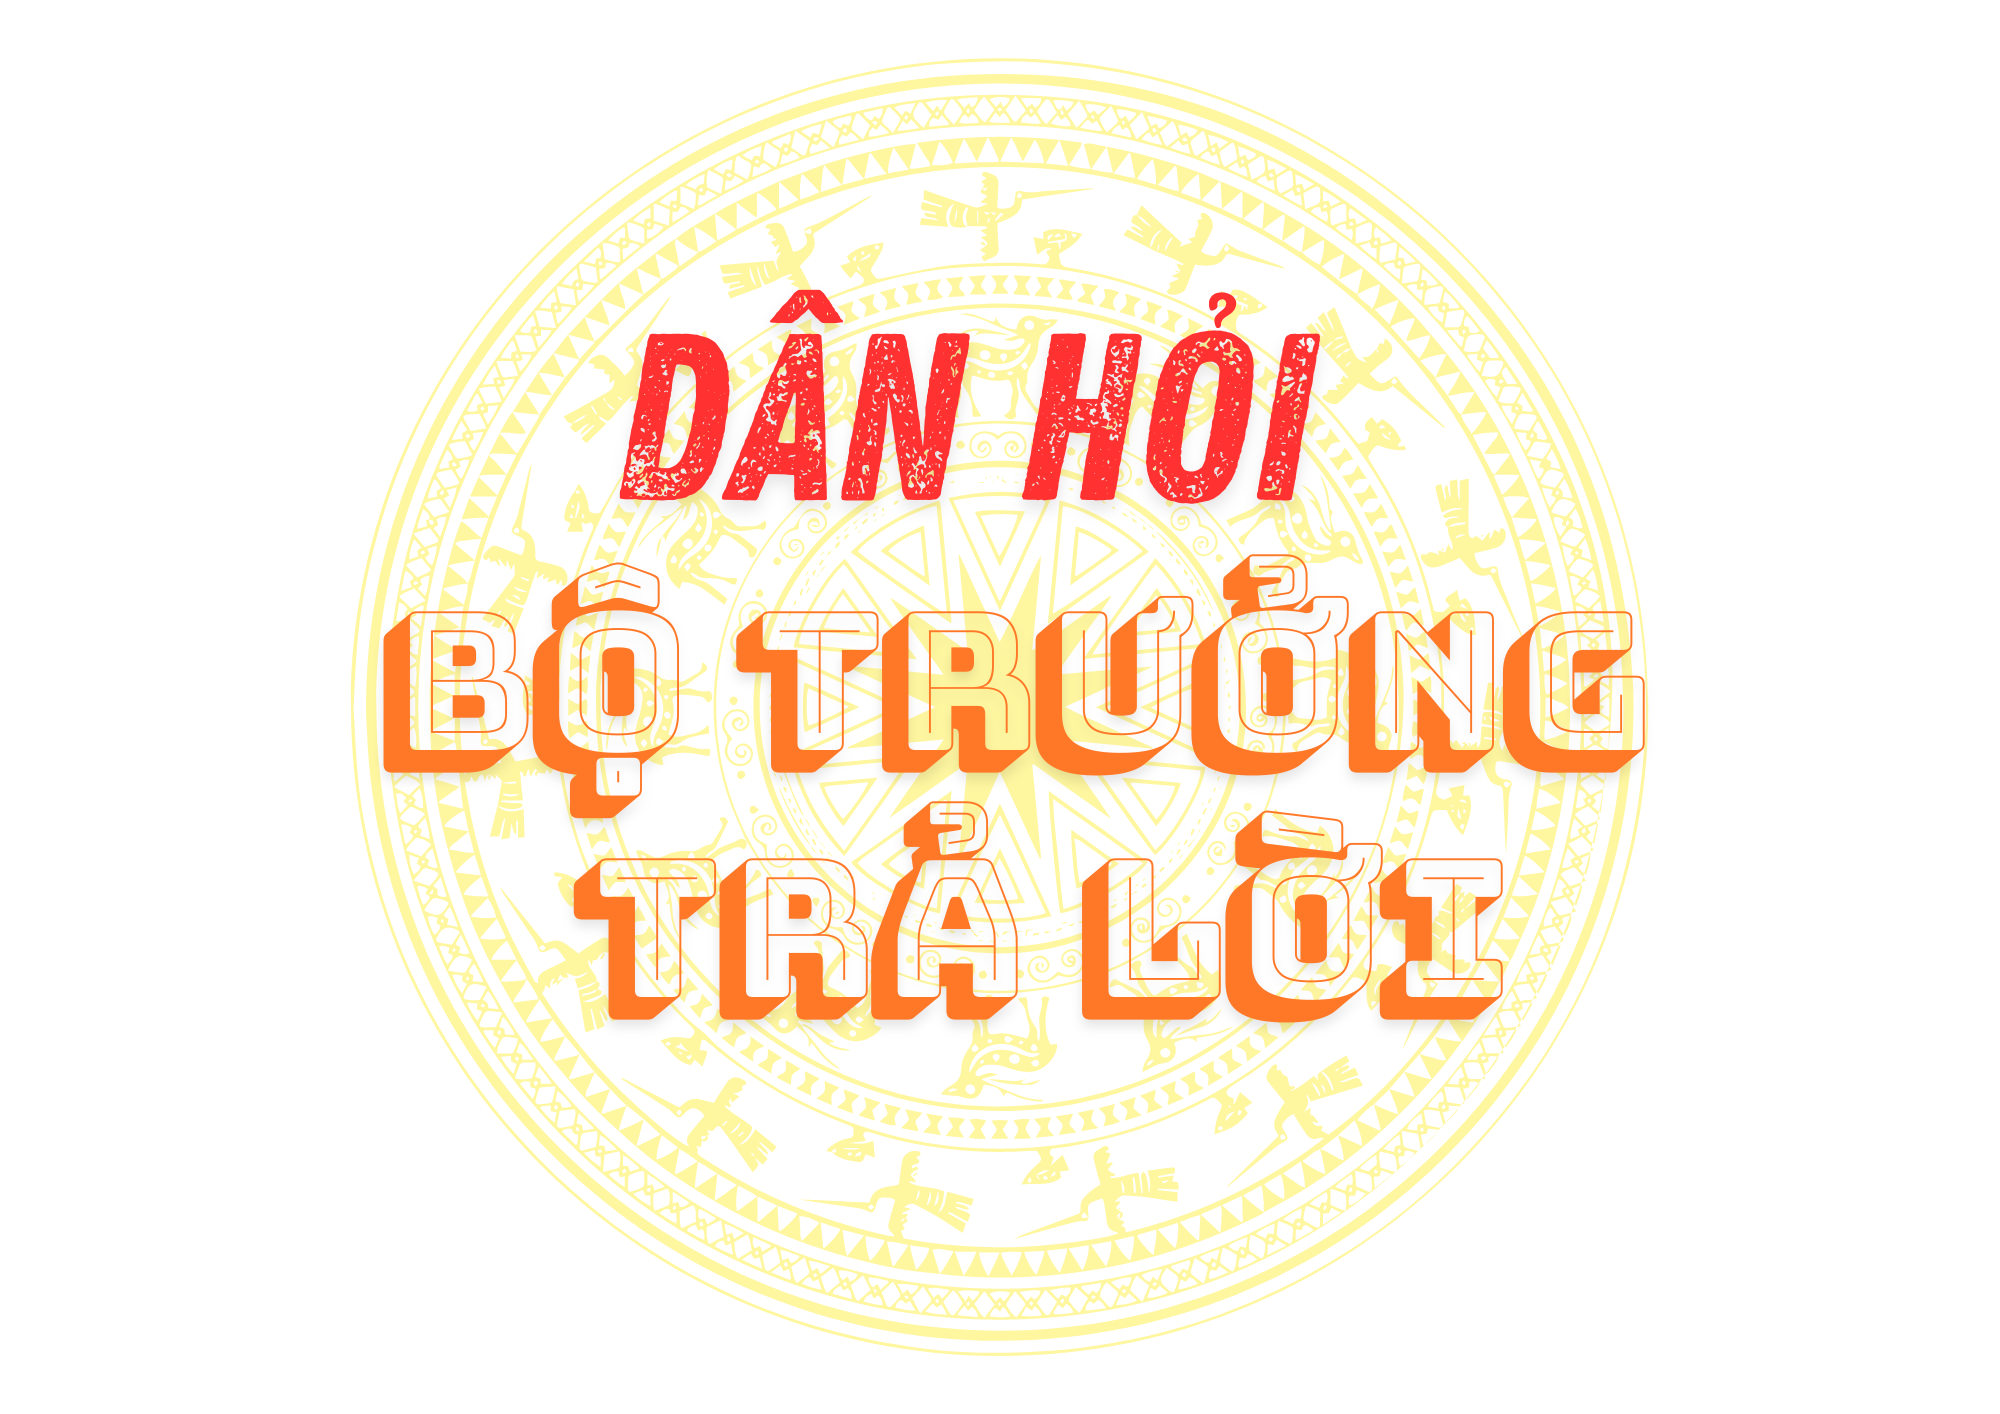 DÂN HỎI
BỘ TRƯỞNG
TRẢ LỜI